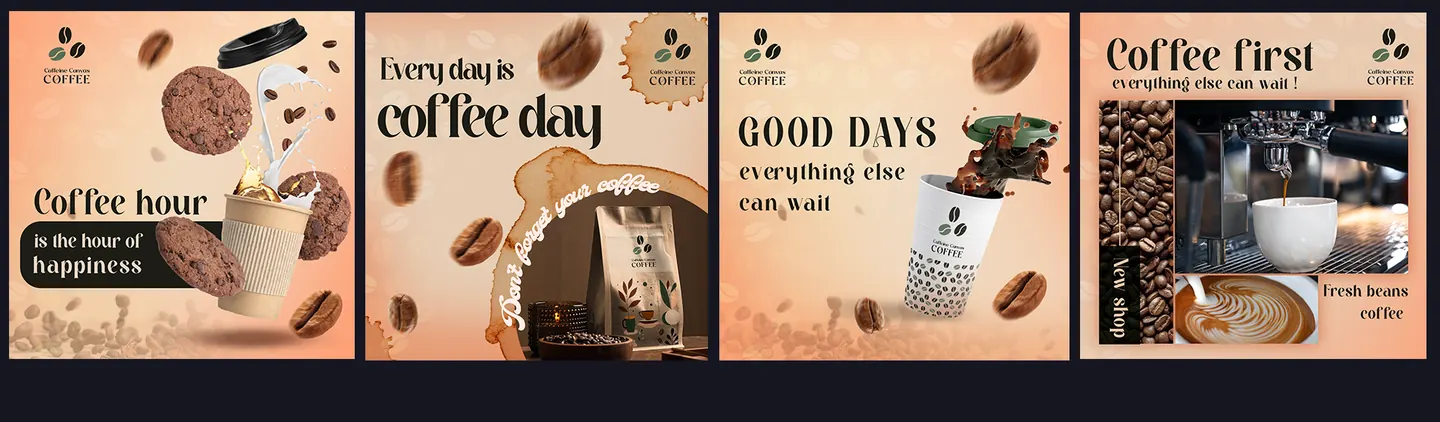 Caffeine Canvas
COFFEE
Coffee hour
is the hour of
happiness
Every day is
coffee day
Caffeine Canvas
COFFEE
Don't forget your coffee
Caffeine Canvas
COFFEE
Caffeine Canvas
COFFEE
GOOD DAYS
everything else
can wait
Caffeine Canvas
COFFEE
Coffee first
everything else can wait !
Caffeine Canvas
COFFEE
New shop
Fresh beans
coffee